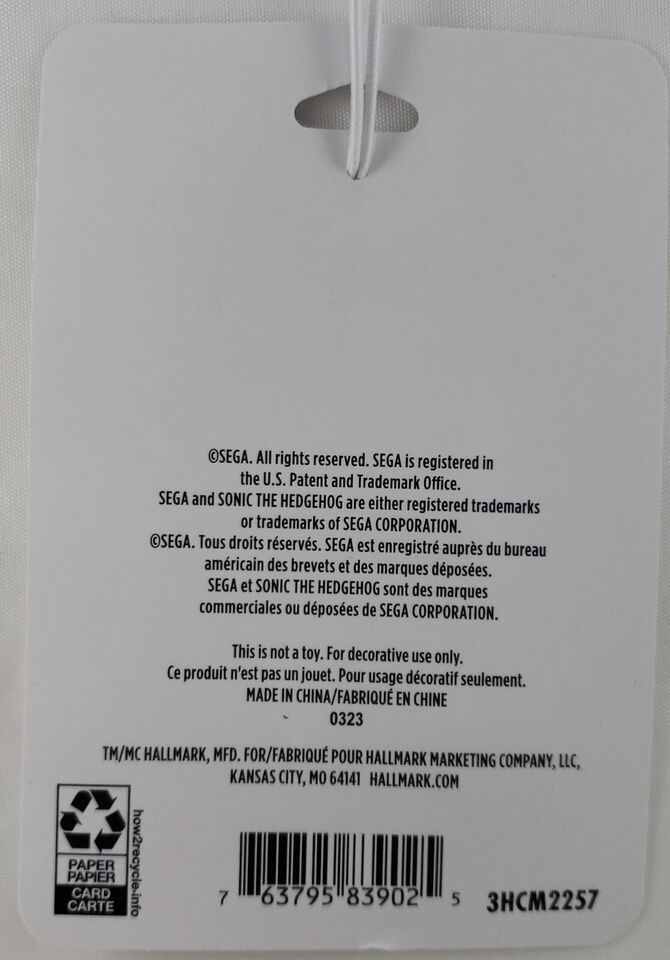 ©SEGA. All rights reserved. SEGA is registered in
the U.S. Patent and Trademark Office.
SEGA and SONIC THE HEDGEHOG are either registered trademarks
or trademarks of SEGA CORPORATION.
©SEGA. Tous droits réservés. SEGA est enregistré auprès du bureau
américain des brevets et des marques déposées.
SEGA et SONIC THE HEDGEHOG sont des marques
commerciales ou déposées de SEGA CORPORATION.
This is not a toy. For decorative use only.
Ce produit n'est pas un jouet. Pour usage décoratif seulement.
MADE IN CHINA/FABRIQUÉ EN CHINE
0323
TM/MC HALLMARK, MFD. FOR/FABRIQUÉ POUR HALLMARK MARKETING COMPANY, LLC,
KANSAS CITY, MO 64141 HALLMARK.COM
how2recycle.info
PAPER
PAPIER
CARD
CARTE
7 63795 83902 5
3HCM2257